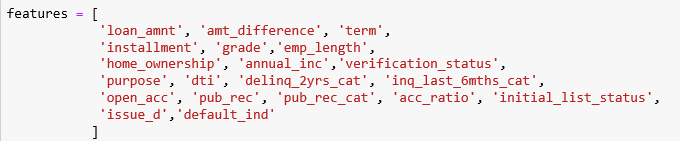 features = [
'loan_amnt', 'amt_difference', 'term',
'installment', 'grade','emp_length',
'home_ownership', 'annual_inc','verification_status',
'purpose', 'dti', 'delinq_2yrs_cat', 'inq_last_6mths_cat',
'open_acc', 'pub_rec', 'pub_rec_cat', 'acc_ratio', 'initial_list_status',
'issue_d','default_ind'
]